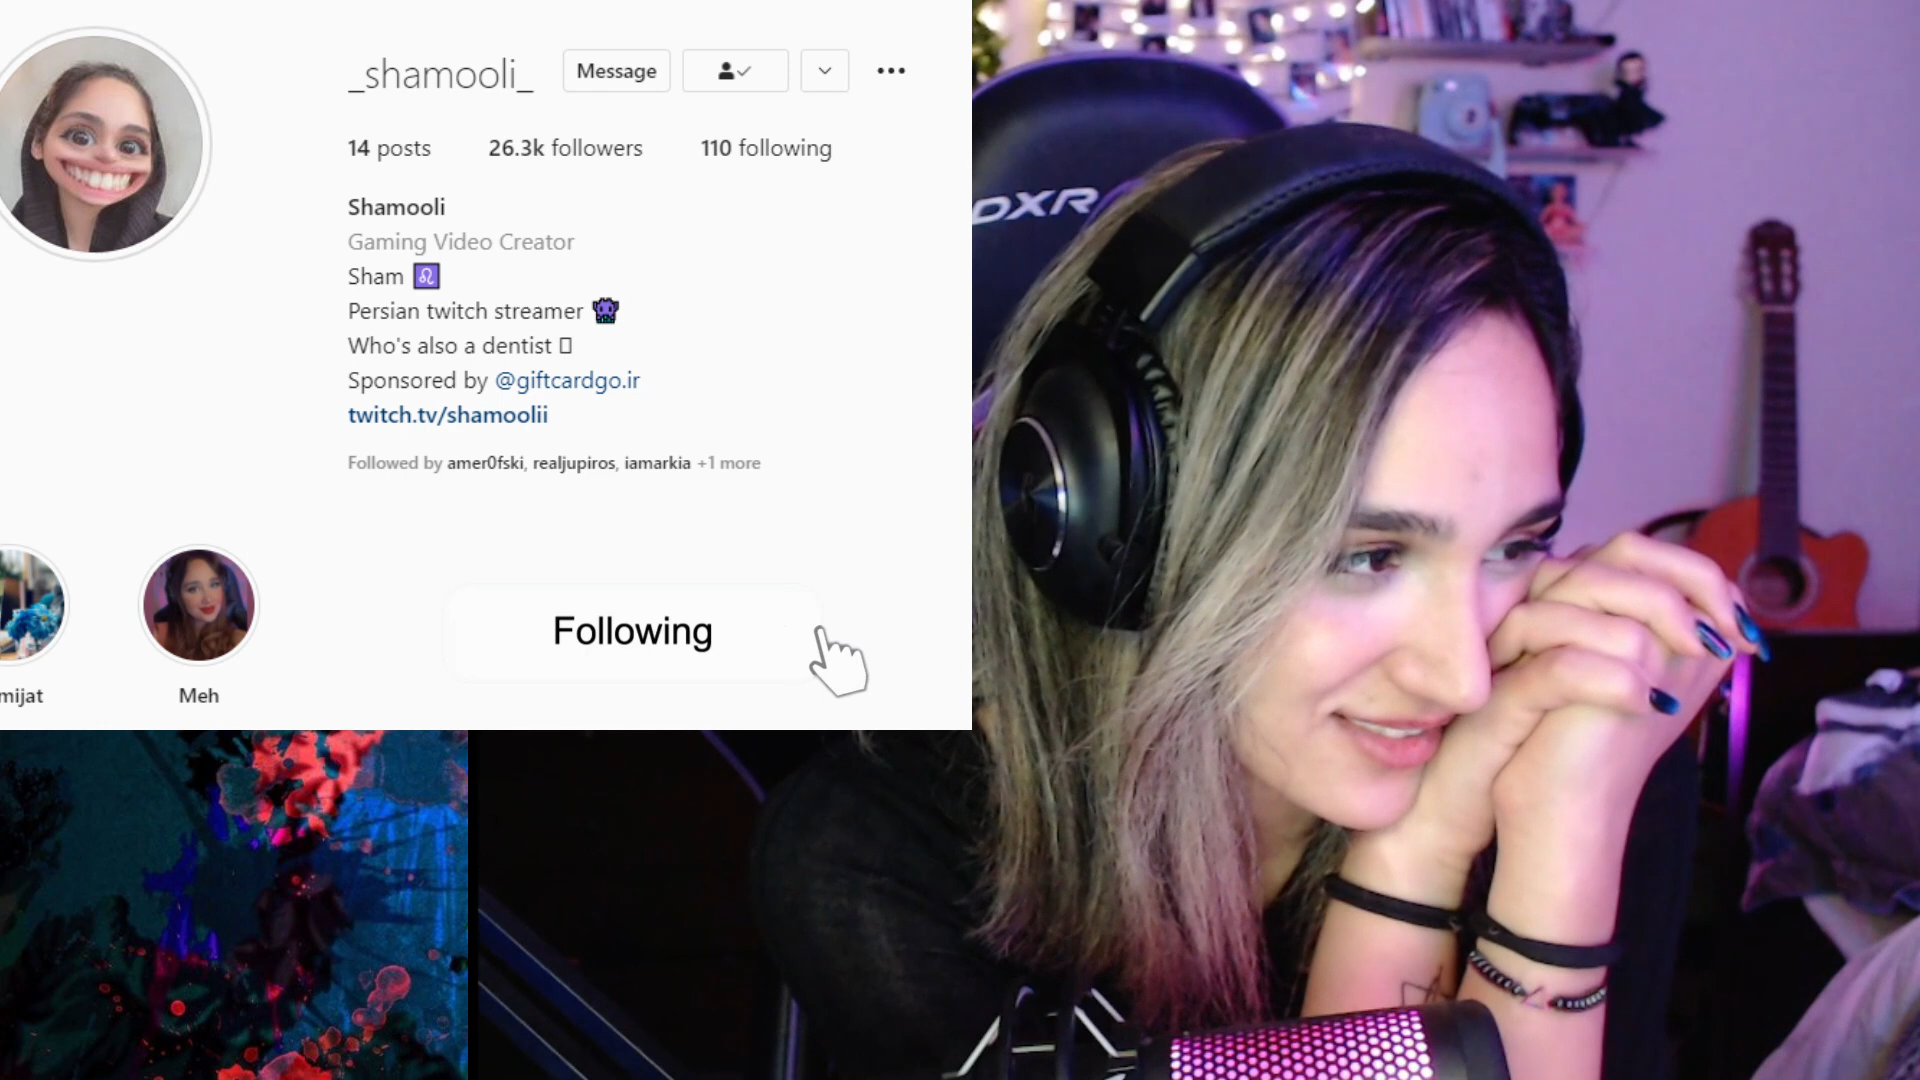 _shamooli_ Message
14 posts 26.3k followers 110 following
Shamooli
Gaming Video Creator
Sham ♌
Persian twitch streamer 👾
Who's also a dentist
Sponsored by @giftcardgo.ir
twitch.tv/shamoolii
Followed by amer0fski, realjupiros, iamarkia +1 more
Following
mijat Meh
DXR